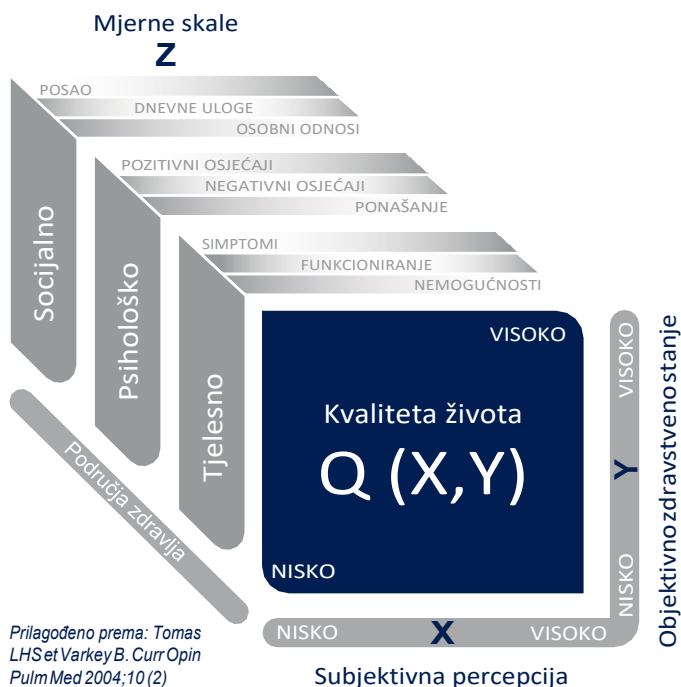 Mjerne skale
Z
POSAO
DNEVNE ULOGE
OSOBNI ODNOSI
Socijalno
POZITIVNI OSJEĆAJI
NEGATIVNI OSJEĆAJI
PONAŠANJE
Psihološko
SIMPTOMI
FUNKCIONIRANJE
NEMOGUĆNOSTI
Tjelesno
VISOKO
Kvaliteta života
Q (X,Y)
NISKO
VISOKO
Y
NISKO
Objektivno zdravstveno stanje
Područja zdravlja
NISKO
X
VISOKO
Subjektivna percepcija
Prilagođeno prema: Tomas
LHS et Varkey B. Curr Opin
Pulm Med 2004;10 (2)